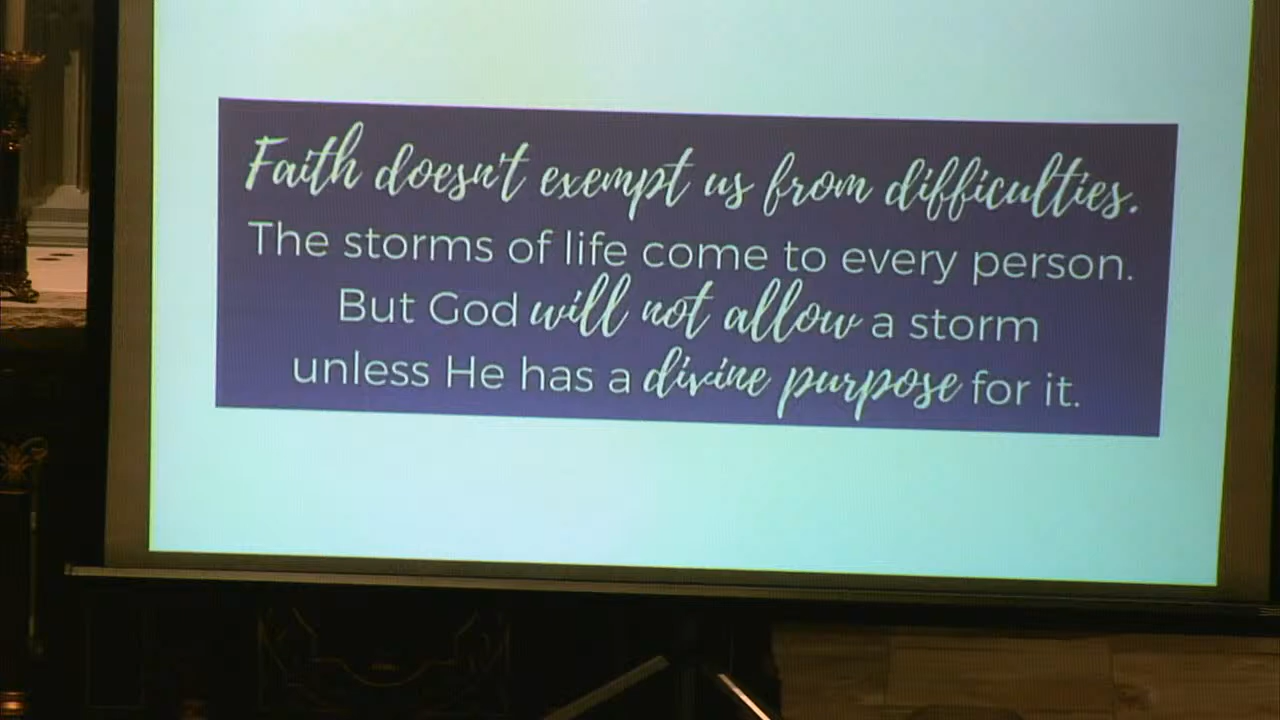 Faith doesn't exempt us from difficulties.
The storms of life come to every person.
But God will not allow a storm
unless He has a divine purpose for it.